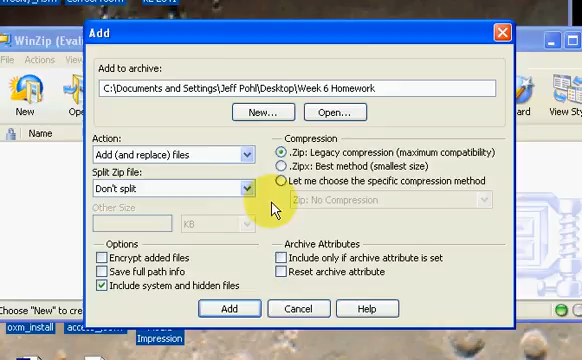 WinZip (Eval
Add
Add to archive:
C:\Documents and Settings\Jeff Pohl\Desktop\Week 6 Homework
New...
Open...
New
Extract
View Sty
Name
Action:
Add (and replace) files
Split Zip file:
Don't split
Other Size
KB
Compression
.Zip: Legacy compression (maximum compatibility)
.Zipx: Best method (smallest size)
Let me choose the specific compression method
Zip: No Compression
Options
Encrypt added files
Save full path info
Include system and hidden files
Archive Attributes
Include only if archive attribute is set
Reset archive attribute
Choose "New" to cre
Add
Cancel
Help
oxm_install
Impression